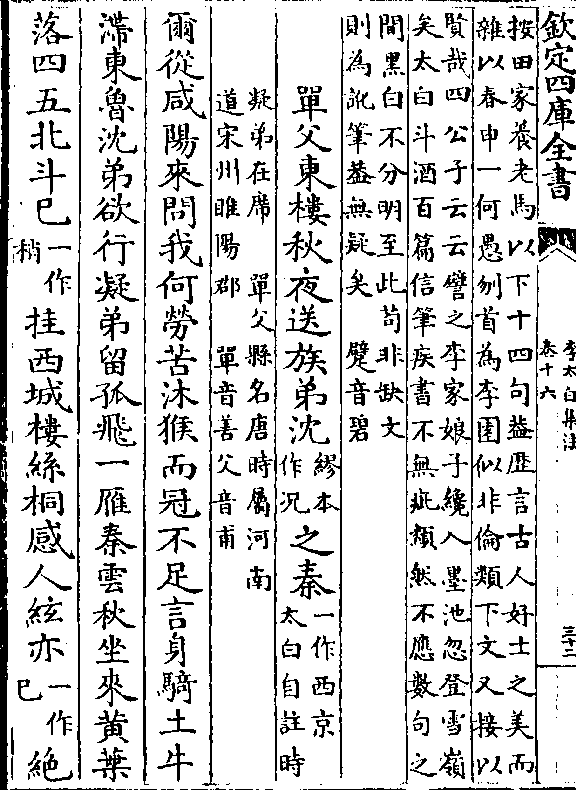 欽定四庫全書
李太白集注
卷十六
三十二
按田家養老馬以下十四句葢歴言古人好士之美而
雜以春申一何愚刎首為李園似非倫類下文又接以
賢哉四公子云云譬之李家娘子纔入墨池忽登雪嶺
矣太白斗酒百篇信筆疾書不無疵纇然不應數句之
間黑白不分明至此苟非缺文
則為訛筆葢無疑矣 躄音碧
單父東樓秋夜送族弟沈繆本作况之秦一作西京太白自註時
凝弟在席 單父縣名唐時屬河南
道宋州睢陽郡 單音善父音甫
爾從咸陽來問我何勞苦沐猴而冠不足言身騎土牛
滯東魯沈弟欲行凝弟留孤飛一雁秦雲秋坐來黄葉
落四五北斗已一作梢挂西城樓絲桐感人絃亦一作已絶